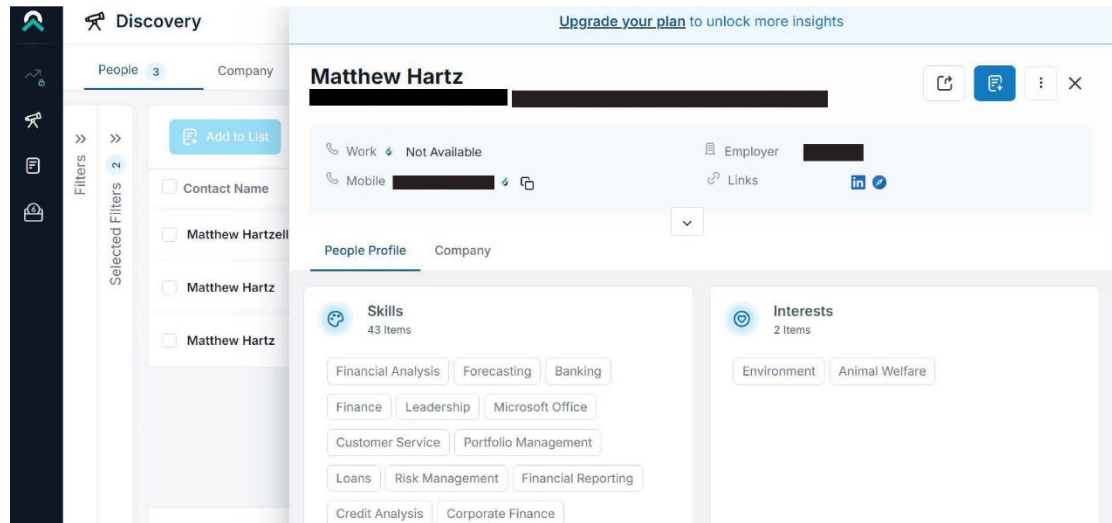 Discovery
Upgrade your plan to unlock more insights
People 3
Company
Filters
2 Selected Filters
Add to List
Contact Name
Matthew Hartzell
Matthew Hartz
Matthew Hartz
Matthew Hartz
Work 6 Not Available
Employer
Mobile 6
Links in
People Profile
Company
Skills
43 Items
Financial Analysis Forecasting Banking
Finance Leadership Microsoft Office
Customer Service Portfolio Management
Loans Risk Management Financial Reporting
Credit Analysis Corporate Finance
Interests
2 Items
Environment Animal Welfare